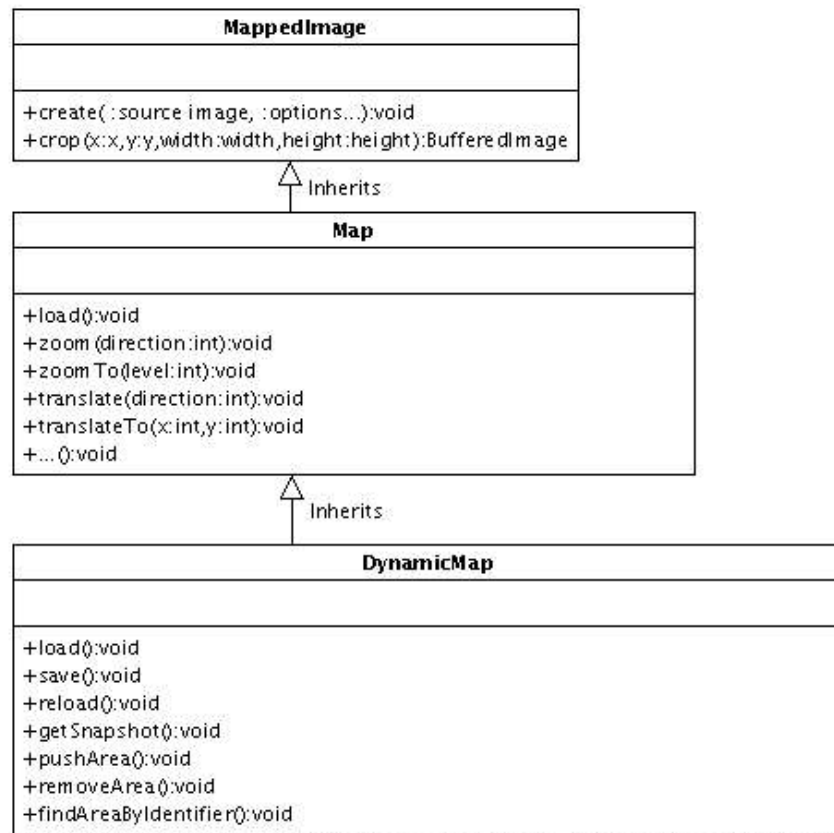 MappedImage
+create( :source image, :options...):void
+crop(x:x,y:y,width:width,height:height):BufferedImage
Inherits
Map
+load():void
+zoom(direction:int):void
+zoomTo(level:int):void
+translate(direction:int):void
+translateTo(x:int,y:int):void
+...():void
Inherits
DynamicMap
+load():void
+save():void
+reload():void
+getSnapshot():void
+pushArea():void
+removeArea():void
+findAreaByIdentifier():void